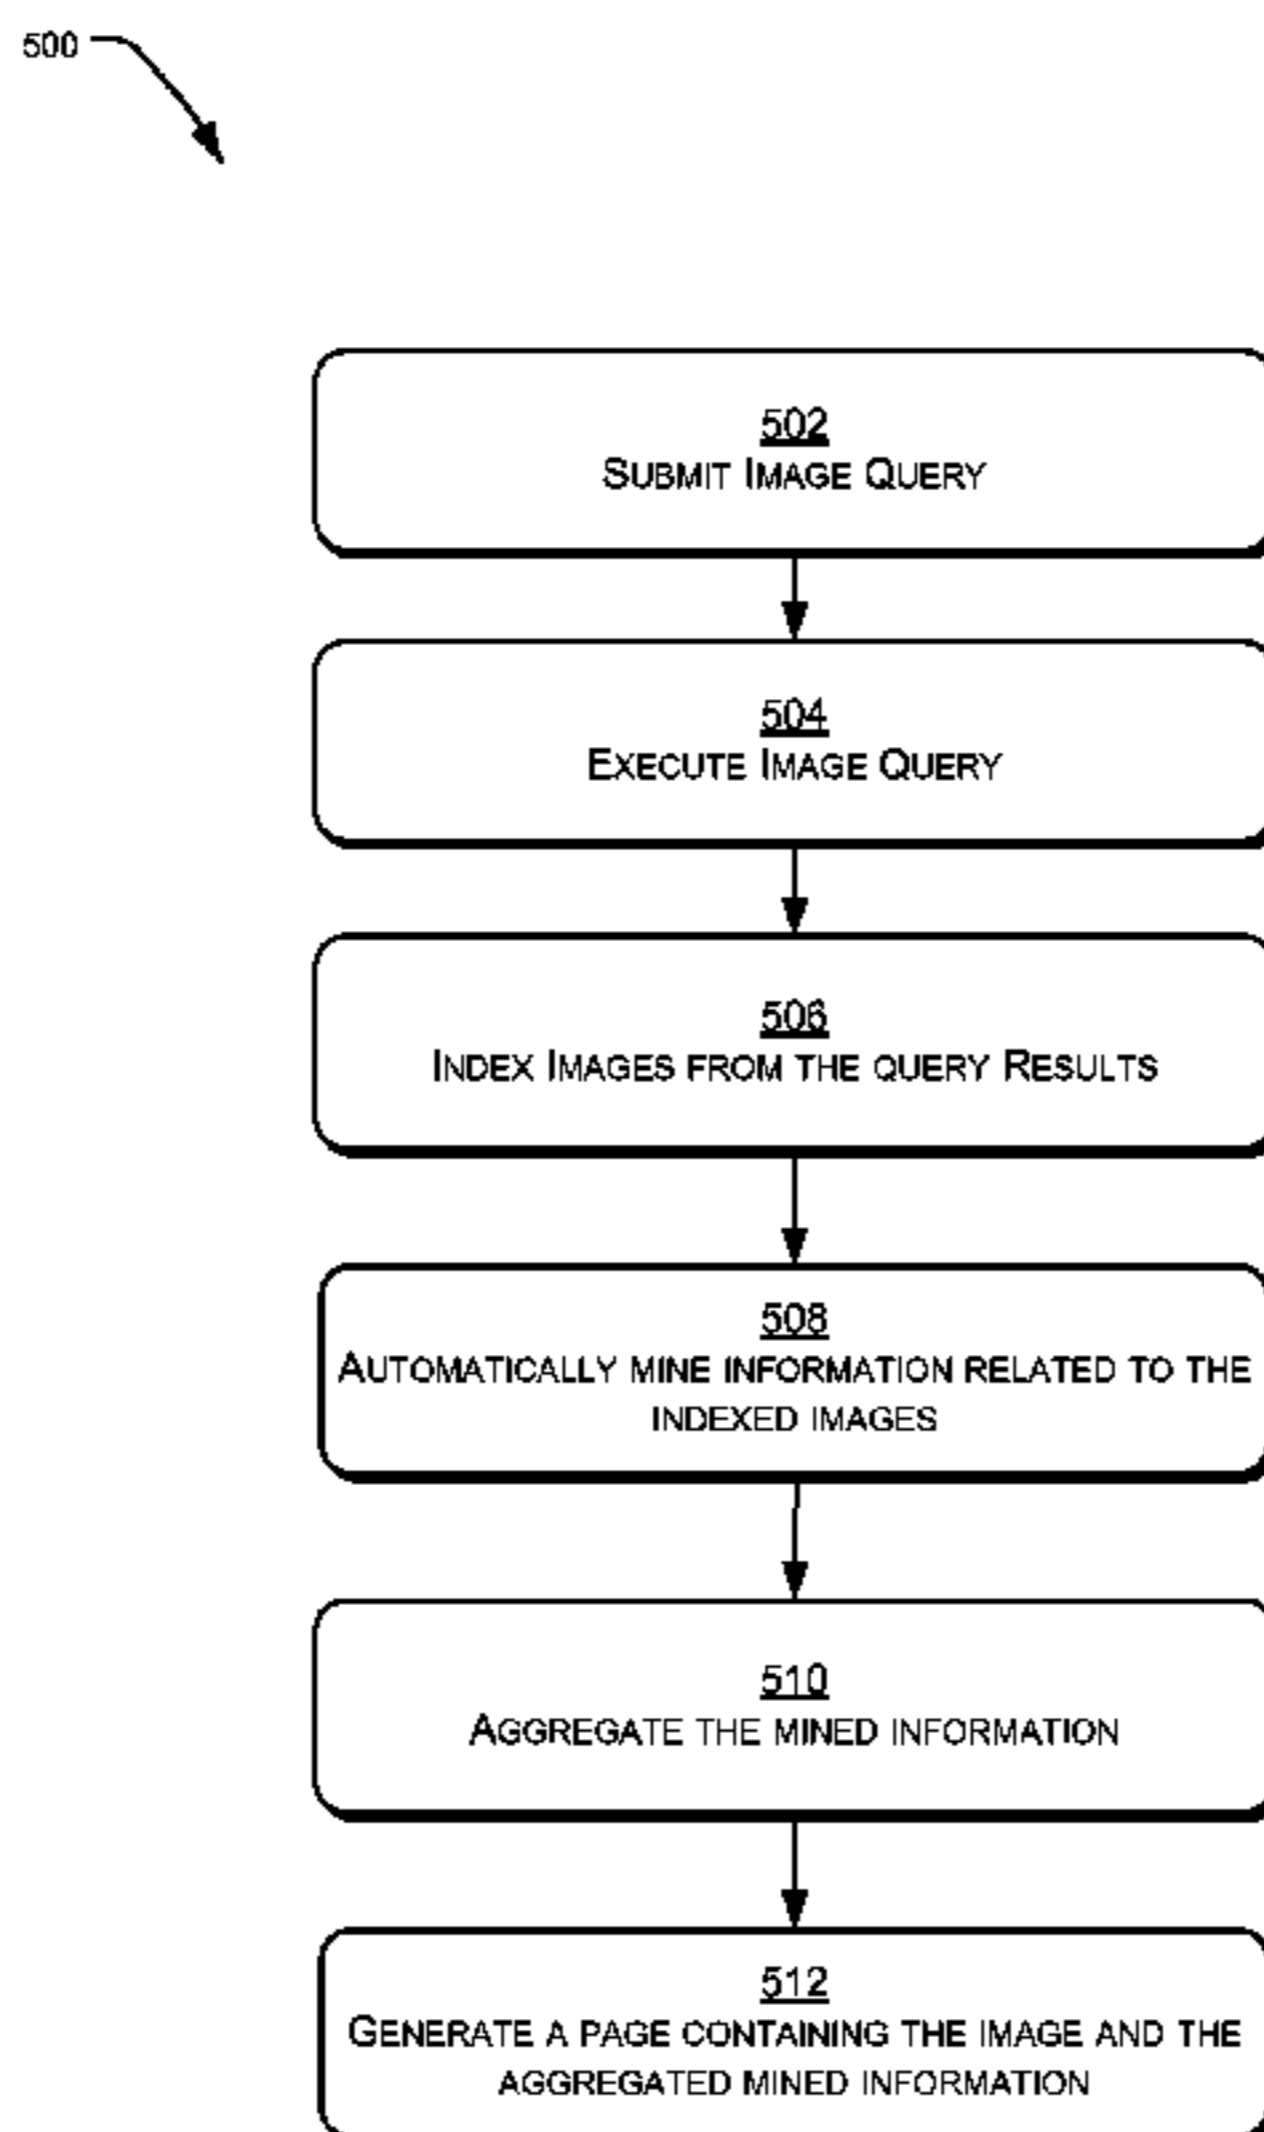 500
502
SUBMIT IMAGE QUERY
504
EXECUTE IMAGE QUERY
506
INDEX IMAGES FROM THE QUERY RESULTS
508
AUTOMATICALLY MINE INFORMATION RELATED TO THE
INDEXED IMAGES
510
AGGREGATE THE MINED INFORMATION
512
GENERATE A PAGE CONTAINING THE IMAGE AND THE
AGGREGATED MINED INFORMATION